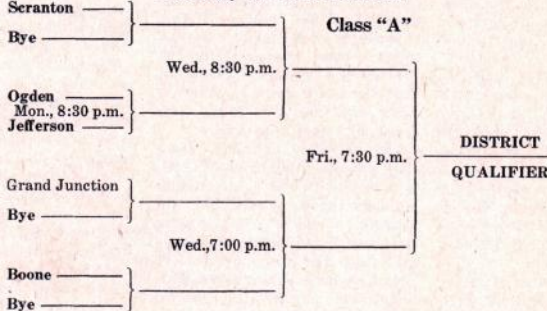 Scranton
Class "A"
Bye
Wed., 8:30 p.m.
Ogden
Mon., 8:30 p.m.
Jefferson
DISTRICT
Fri., 7:30 p.m.
QUALIFIER
Grand Junction
Bye
Wed.,7:00 p.m.
Boone
Bye